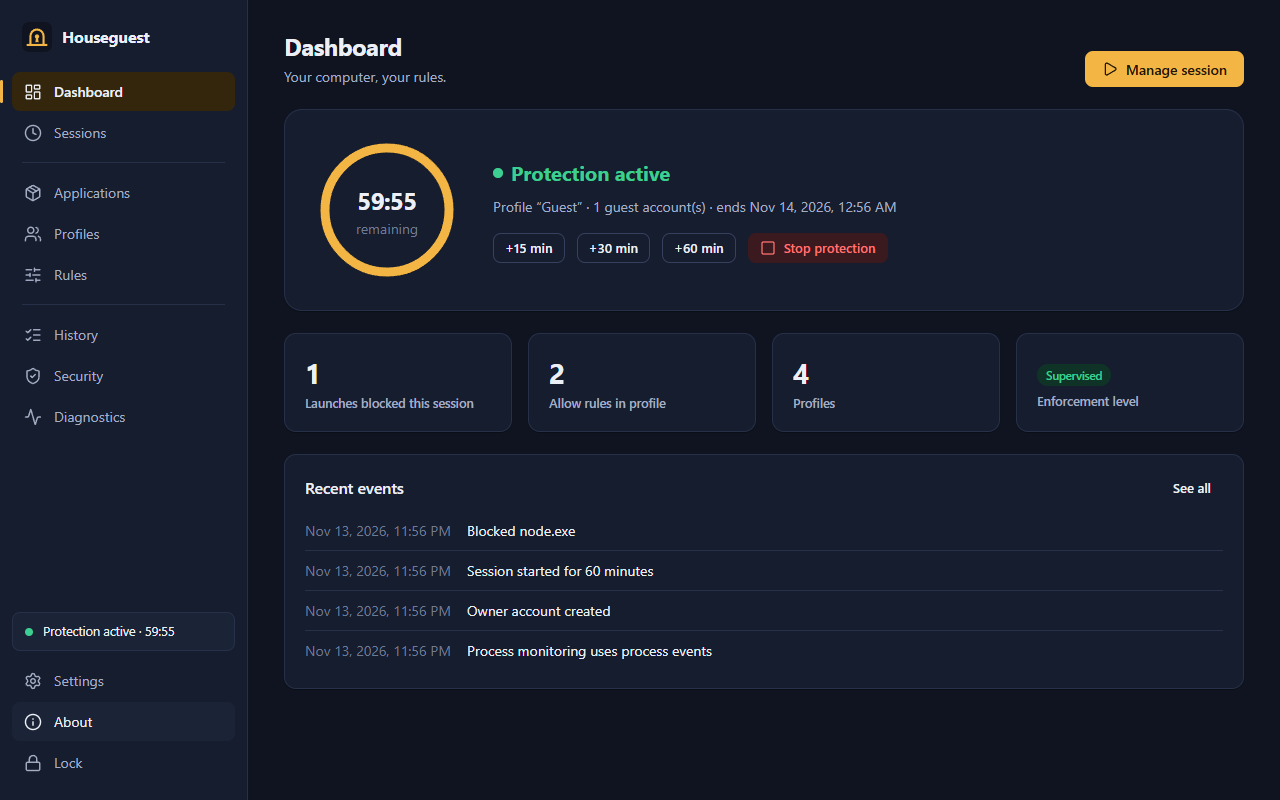 Houseguest
Dashboard
Sessions
Applications
Profiles
Rules
History
Security
Diagnostics
Protection active · 59:55
Settings
About
Lock
Dashboard
Your computer, your rules.
Manage session
59:55
remaining
Protection active
Profile “Guest” · 1 guest account(s) · ends Nov 14, 2026, 12:56 AM
+15 min +30 min +60 min Stop protection
1
Launches blocked this session
2
Allow rules in profile
4
Profiles
Supervised
Enforcement level
Recent events
See all
Nov 13, 2026, 11:56 PM Blocked node.exe
Nov 13, 2026, 11:56 PM Session started for 60 minutes
Nov 13, 2026, 11:56 PM Owner account created
Nov 13, 2026, 11:56 PM Process monitoring uses process events